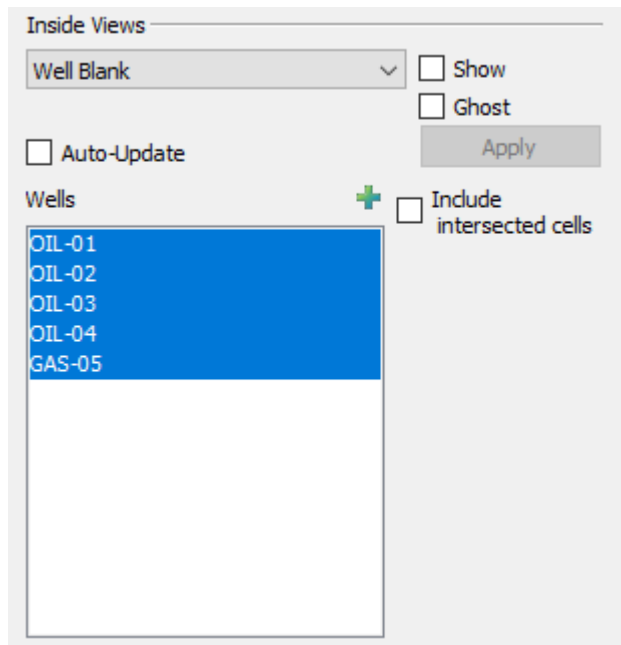 Inside Views
Well Blank
Show
Ghost
Auto-Update
Apply
Wells
Include
intersected cells
OIL-01
OIL-02
OIL-03
OIL-04
GAS-05